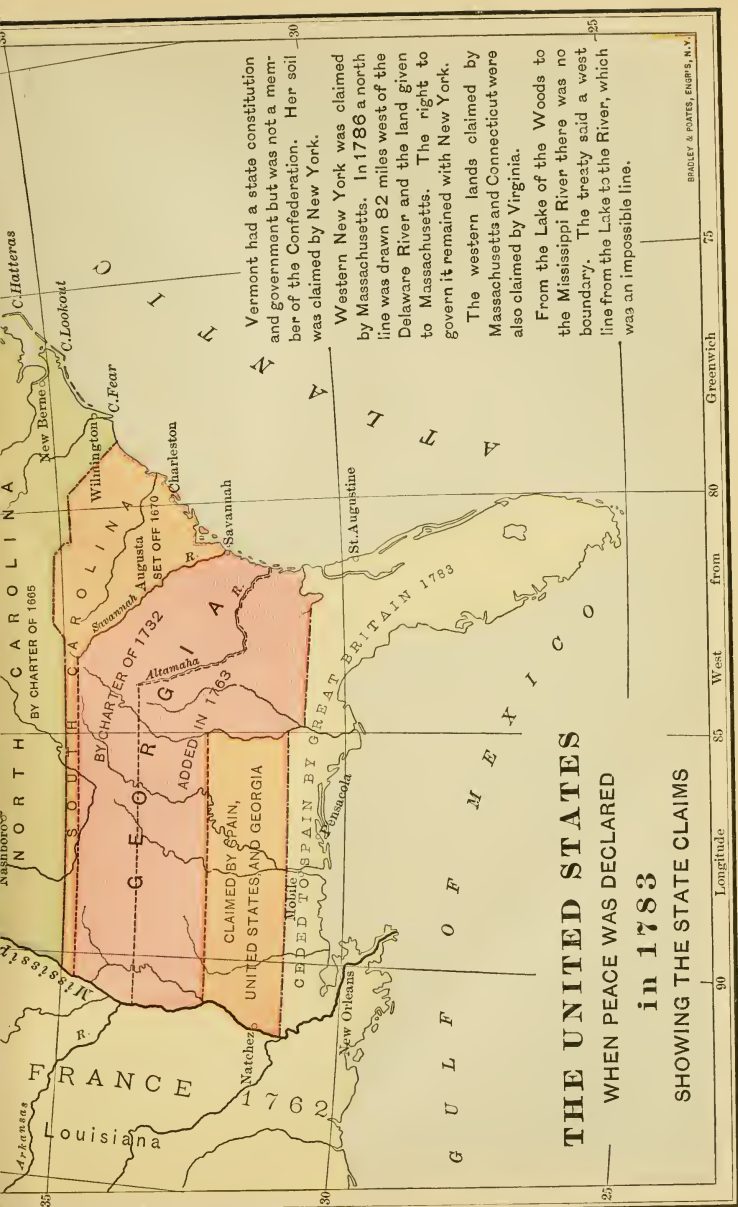 Nashboro
NORTH CAROLINA
BY CHARTER OF 1665
New Berne
C. Hatteras
C. Lookout
C. Fear
Wilmington
SOUTH CAROLINA
Charleston
SET OFF 1670
Augusta
Savannah R.
Savannah
BY CHARTER OF 1732
Altamaha R.
GEORGIA
ADDED IN 1763
CLAIMED BY SPAIN,
UNITED STATES, AND GEORGIA
CEDED TO SPAIN BY GREAT BRITAIN 1783
St. Augustine
Pensacola
Mobile
New Orleans
Natchez
Arkansas R.
FRANCE
1762
Louisiana
GULF OF MEXICO
ATLANTIC
Vermont had a state constitution
and government but was not a mem-
ber of the Confederation. Her soil
was claimed by New York.
Western New York was claimed
by Massachusetts. In 1786 a north
line was drawn 82 miles west of the
Delaware River and the land given
to Massachusetts. The right to
govern it remained with New York.
The western lands claimed by
Massachusetts and Connecticut were
also claimed by Virginia.
From the Lake of the Woods to
the Mississippi River there was no
boundary. The treaty said a west
line from the Lake to the River, which
was an impossible line.
THE UNITED STATES
WHEN PEACE WAS DECLARED
in 1783
SHOWING THE STATE CLAIMS
35
30
25
35
30
25
90
Longitude
85
West
from
80
Greenwich
75
BRADLEY & POATES, ENGR'S, N.Y.